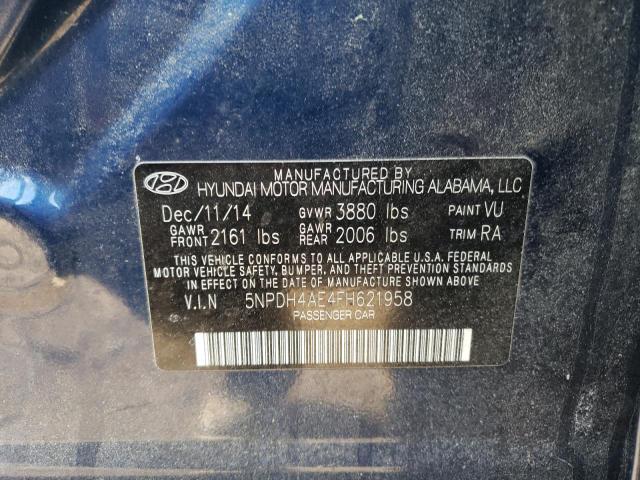 MANUFACTURED BY
HYUNDAI MOTOR MANUFACTURING ALABAMA, LLC
Dec/11/14 GVWR 3880 lbs PAINT VU
GAWR FRONT 2161 lbs GAWR REAR 2006 lbs TRIM RA
THIS VEHICLE CONFORMS TO ALL APPLICABLE U.S.A. FEDERAL
MOTOR VEHICLE SAFETY, BUMPER, AND THEFT PREVENTION
STANDARDS IN EFFECT ON THE DATE OF MANUFACTURE SHOWN ABOVE.
V.I.N 5NPDH4AE4FH621958
PASSENGER CAR